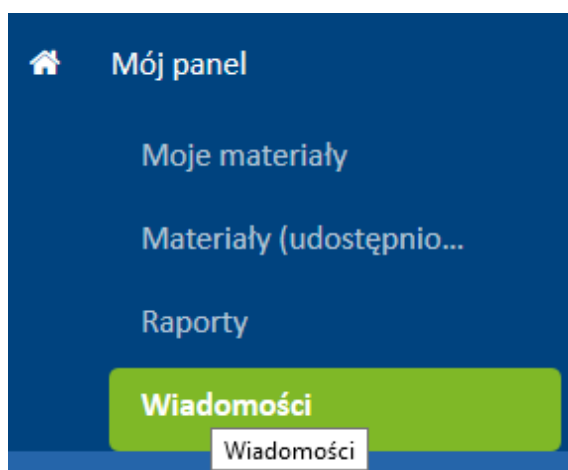 Mój panel
Moje materiały
Materiały (udostępnio...
Raporty
Wiadomości
Wiadomości